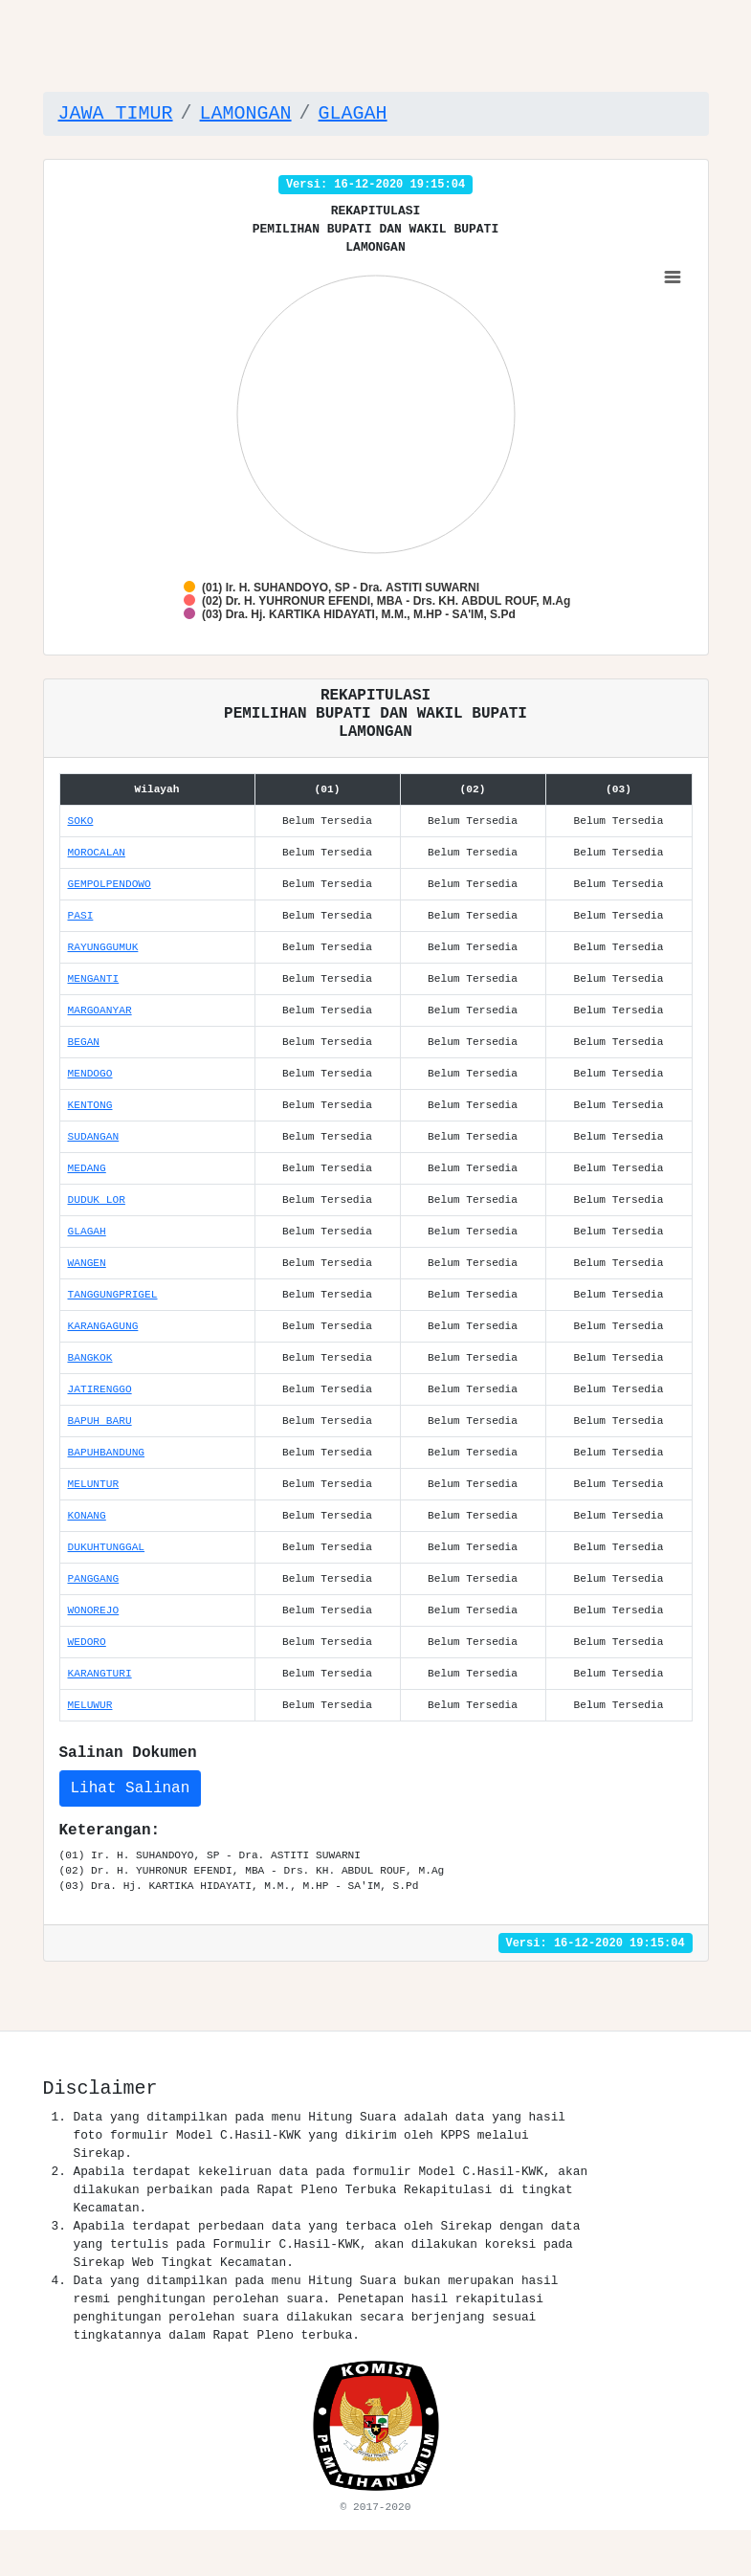 JAWA TIMUR / LAMONGAN / GLAGAH
Versi: 16-12-2020 19:15:04
REKAPITULASI
PEMILIHAN BUPATI DAN WAKIL BUPATI
LAMONGAN
(01) Ir. H. SUHANDOYO, SP - Dra. ASTITI SUWARNI
(02) Dr. H. YUHRONUR EFENDI, MBA - Drs. KH. ABDUL ROUF, M.Ag
(03) Dra. Hj. KARTIKA HIDAYATI, M.M., M.HP - SA'IM, S.Pd
REKAPITULASI
PEMILIHAN BUPATI DAN WAKIL BUPATI
LAMONGAN
Wilayah (01) (02) (03)
SOKO Belum Tersedia Belum Tersedia Belum Tersedia
MOROCALAN Belum Tersedia Belum Tersedia Belum Tersedia
GEMPOLPENDOWO Belum Tersedia Belum Tersedia Belum Tersedia
PASI Belum Tersedia Belum Tersedia Belum Tersedia
RAYUNGGUMUK Belum Tersedia Belum Tersedia Belum Tersedia
MENGANTI Belum Tersedia Belum Tersedia Belum Tersedia
MARGOANYAR Belum Tersedia Belum Tersedia Belum Tersedia
BEGAN Belum Tersedia Belum Tersedia Belum Tersedia
MENDOGO Belum Tersedia Belum Tersedia Belum Tersedia
KENTONG Belum Tersedia Belum Tersedia Belum Tersedia
SUDANGAN Belum Tersedia Belum Tersedia Belum Tersedia
MEDANG Belum Tersedia Belum Tersedia Belum Tersedia
DUDUK LOR Belum Tersedia Belum Tersedia Belum Tersedia
GLAGAH Belum Tersedia Belum Tersedia Belum Tersedia
WANGEN Belum Tersedia Belum Tersedia Belum Tersedia
TANGGUNGPRIGEL Belum Tersedia Belum Tersedia Belum Tersedia
KARANGAGUNG Belum Tersedia Belum Tersedia Belum Tersedia
BANGKOK Belum Tersedia Belum Tersedia Belum Tersedia
JATIRENGGO Belum Tersedia Belum Tersedia Belum Tersedia
BAPUH BARU Belum Tersedia Belum Tersedia Belum Tersedia
BAPUHBANDUNG Belum Tersedia Belum Tersedia Belum Tersedia
MELUNTUR Belum Tersedia Belum Tersedia Belum Tersedia
KONANG Belum Tersedia Belum Tersedia Belum Tersedia
DUKUHTUNGGAL Belum Tersedia Belum Tersedia Belum Tersedia
PANGGANG Belum Tersedia Belum Tersedia Belum Tersedia
WONOREJO Belum Tersedia Belum Tersedia Belum Tersedia
WEDORO Belum Tersedia Belum Tersedia Belum Tersedia
KARANGTURI Belum Tersedia Belum Tersedia Belum Tersedia
MELUWUR Belum Tersedia Belum Tersedia Belum Tersedia
Salinan Dokumen
Lihat Salinan
Keterangan:
(01) Ir. H. SUHANDOYO, SP - Dra. ASTITI SUWARNI
(02) Dr. H. YUHRONUR EFENDI, MBA - Drs. KH. ABDUL ROUF, M.Ag
(03) Dra. Hj. KARTIKA HIDAYATI, M.M., M.HP - SA'IM, S.Pd
Versi: 16-12-2020 19:15:04
Disclaimer
1. Data yang ditampilkan pada menu Hitung Suara adalah data yang hasil
foto formulir Model C.Hasil-KWK yang dikirim oleh KPPS melalui
Sirekap.
2. Apabila terdapat kekeliruan data pada formulir Model C.Hasil-KWK, akan
dilakukan perbaikan pada Rapat Pleno Terbuka Rekapitulasi di tingkat
Kecamatan.
3. Apabila terdapat perbedaan data yang terbaca oleh Sirekap dengan data
yang tertulis pada Formulir C.Hasil-KWK, akan dilakukan koreksi pada
Sirekap Web Tingkat Kecamatan.
4. Data yang ditampilkan pada menu Hitung Suara bukan merupakan hasil
resmi penghitungan perolehan suara. Penetapan hasil rekapitulasi
penghitungan perolehan suara dilakukan secara berjenjang sesuai
tingkatannya dalam Rapat Pleno terbuka.
KOMISI
PEMILIHAN UMUM
© 2017-2020